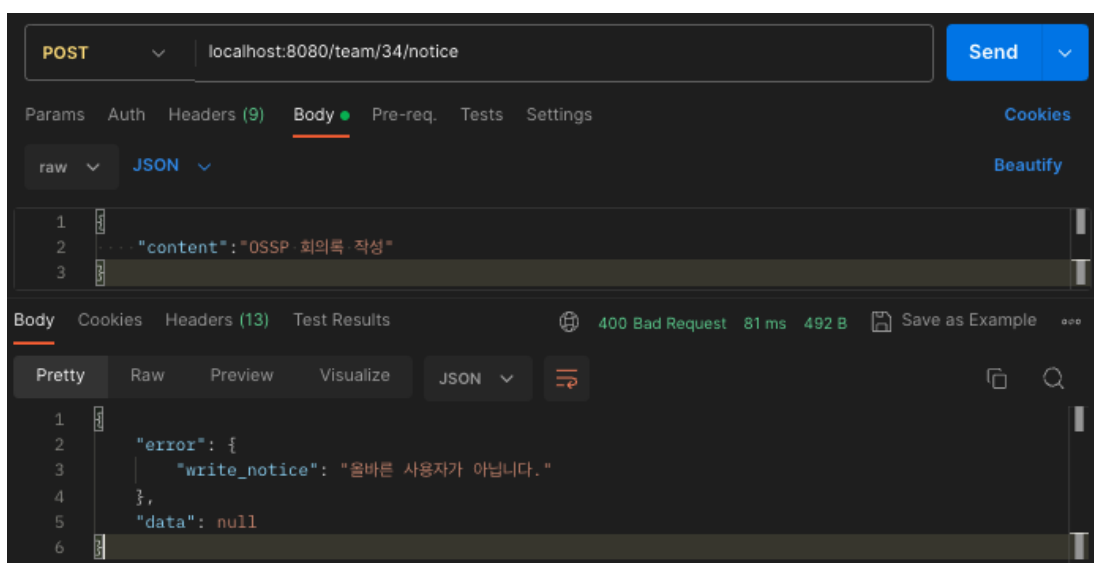 POST localhost:8080/team/34/notice Send
Params Auth Headers (9) Body Pre-req. Tests Settings Cookies
raw JSON Beautify
1 {
2 "content":"OSSP 회의록 작성"
3 }
Body Cookies Headers (13) Test Results 400 Bad Request 81 ms 492 B Save as Example
Pretty Raw Preview Visualize JSON
1 {
2 "error": {
3 "write_notice": "올바른 사용자가 아닙니다."
4 },
5 "data": null
6 }